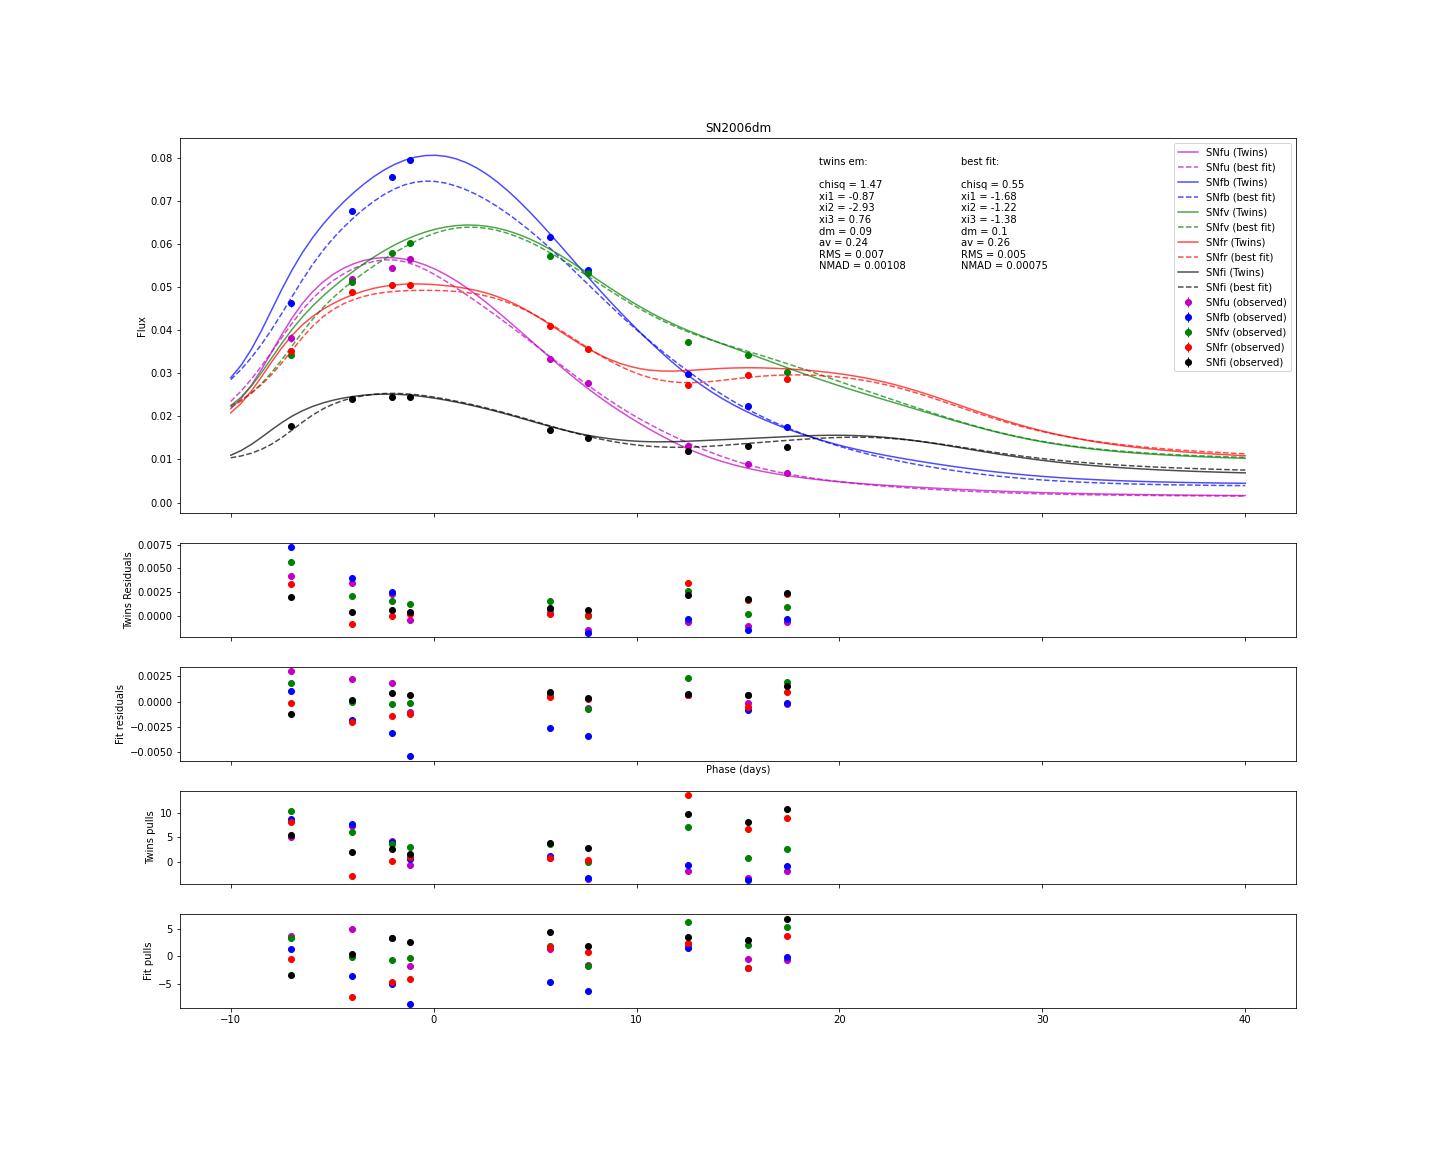 SN2006dm
Flux
0.08
0.07
0.06
0.05
0.04
0.03
0.02
0.01
0.00
twins em:
chisq = 1.47
xi1 = -0.87
xi2 = -2.93
xi3 = 0.76
dm = 0.09
av = 0.24
RMS = 0.007
NMAD = 0.00108
best fit:
chisq = 0.55
xi1 = -1.68
xi2 = -1.22
xi3 = -1.38
dm = 0.1
av = 0.26
RMS = 0.005
NMAD = 0.00075
SNfu (Twins)
SNfu (best fit)
SNfb (Twins)
SNfb (best fit)
SNfv (Twins)
SNfv (best fit)
SNfr (Twins)
SNfr (best fit)
SNfi (Twins)
SNfi (best fit)
SNfu (observed)
SNfb (observed)
SNfv (observed)
SNfr (observed)
SNfi (observed)
Twins Residuals
0.0075
0.0050
0.0025
0.0000
Fit residuals
0.0025
0.0000
−0.0025
−0.0050
Phase (days)
Twins pulls
10
5
0
Fit pulls
5
0
−5
−10
0
10
20
30
40